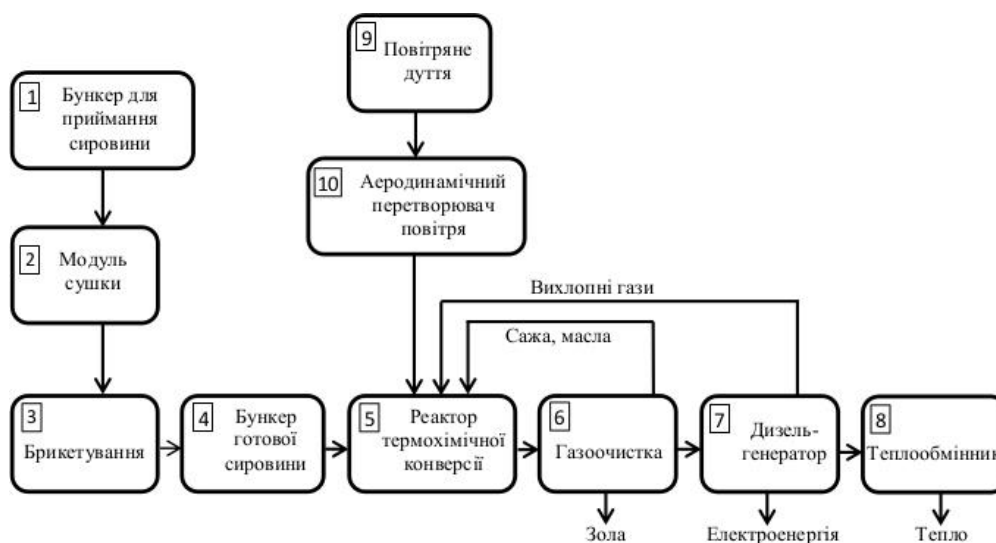 9
Повітряне
дуття
1
Бункер для
приймання
сировини
10
Аеродинамічний
перетворювач
повітря
2
Модуль
сушки
Вихлопні гази
Сажа, масла
3
Брикетування
4
Бункер
готової
сировини
5
Реактор
термохімічної
конверсії
6
Газоочистка
7
Дизель-
генератор
8
Теплообмінник
Зола
Електроенергія
Тепло